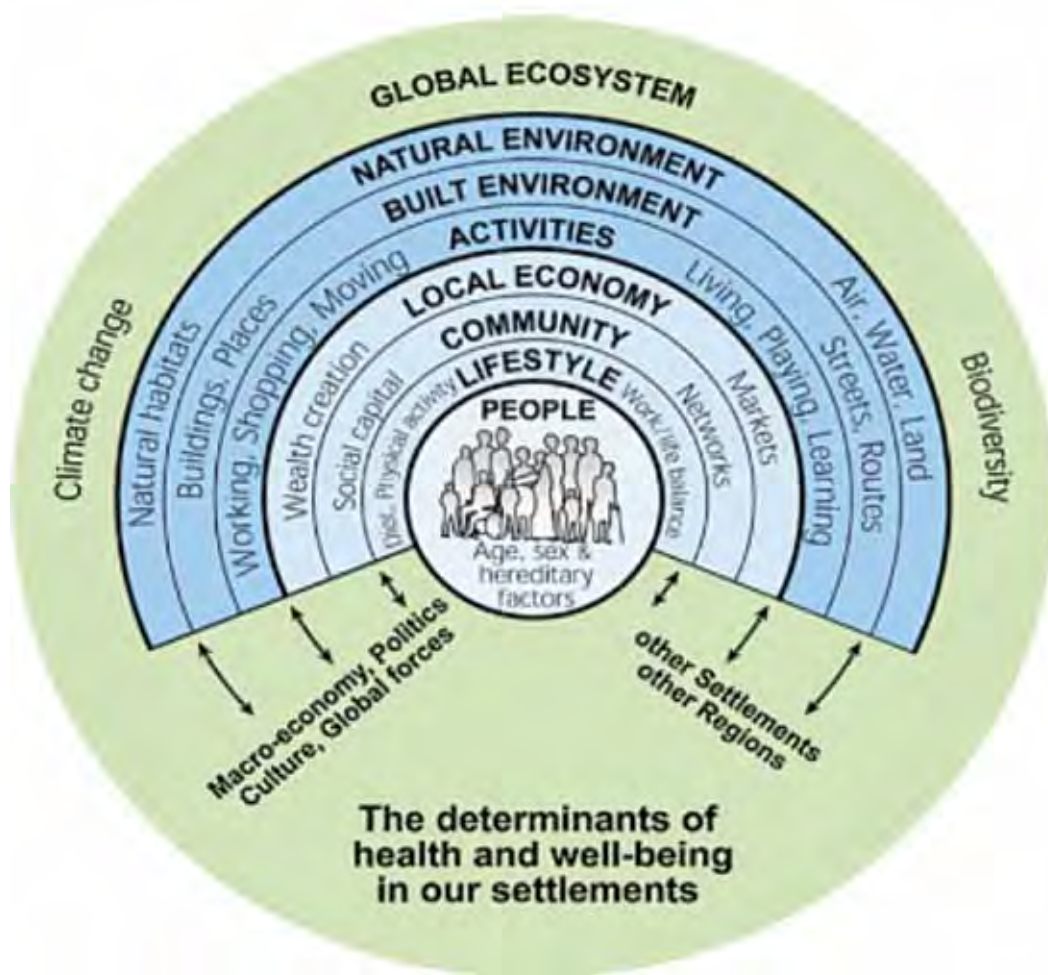 GLOBAL ECOSYSTEM
NATURAL ENVIRONMENT
BUILT ENVIRONMENT
ACTIVITIES
LOCAL ECONOMY
COMMUNITY
LIFESTYLE
PEOPLE
Age, sex &
hereditary
factors
Climate change
Natural habitats
Buildings, Places
Working, Shopping, Moving
Wealth creation
Social capital
Diet, Physical activity
Work/life balance
Networks
Markets
Living, Playing, Learning
Streets, Routes
Air, Water, Land
Biodiversity
Macro-economy, Politics
Culture, Global forces
other Settlements
other Regions
The determinants of
health and well-being
in our settlements